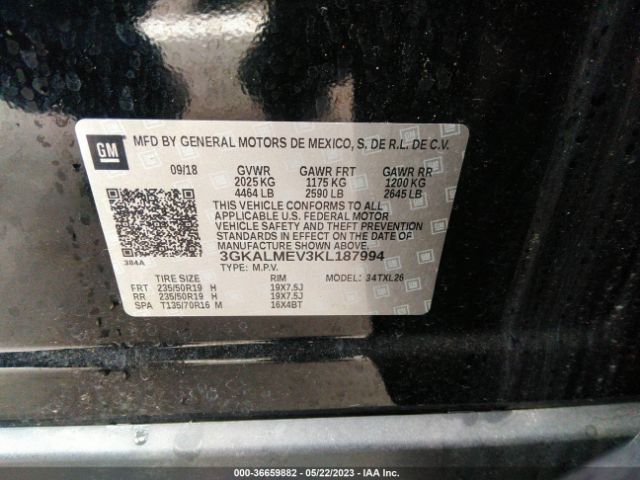 GM
MFD BY GENERAL MOTORS DE MEXICO, S. DE R.L. DE C.V.
09/18 GVWR GAWR FRT GAWR RR
2025 KG 1175 KG 1200 KG
4464 LB 2590 LB 2645 LB
THIS VEHICLE CONFORMS TO ALL
APPLICABLE U.S. FEDERAL MOTOR
VEHICLE SAFETY AND THEFT PREVENTION
STANDARDS IN EFFECT ON THE DATE OF
MANUFACTURE SHOWN ABOVE.
384A 3GKALMEV3KL187994
TYPE: M.P.V. MODEL: 34TXL26
TIRE SIZE RIM
FRT 235/50R19 H 19X7.5J
RR 235/50R19 H 19X7.5J
SPA T135/70R16 M 16X4BT
000-36659882 - 05/22/2023 - IAA Inc.